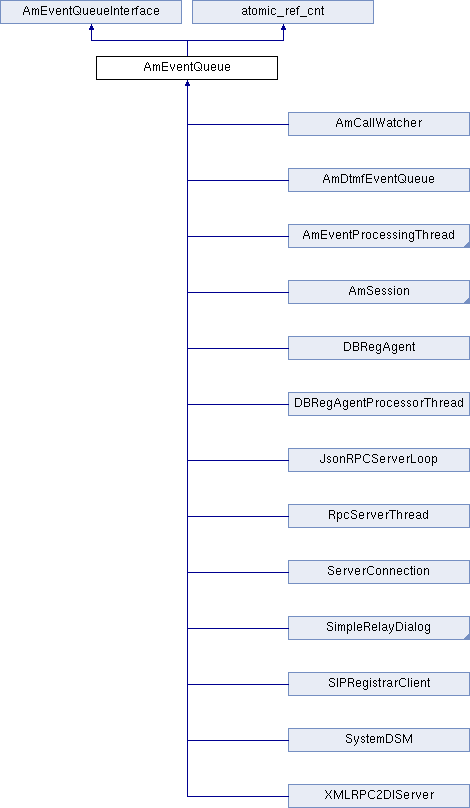 AmEventQueueInterface
atomic_ref_cnt
AmEventQueue
AmCallWatcher
AmDtmfEventQueue
AmEventProcessingThread
AmSession
DBRegAgent
DBRegAgentProcessorThread
JsonRPCServerLoop
RpcServerThread
ServerConnection
SimpleRelayDialog
SIPRegistrarClient
SystemDSM
XMLRPC2DIServer